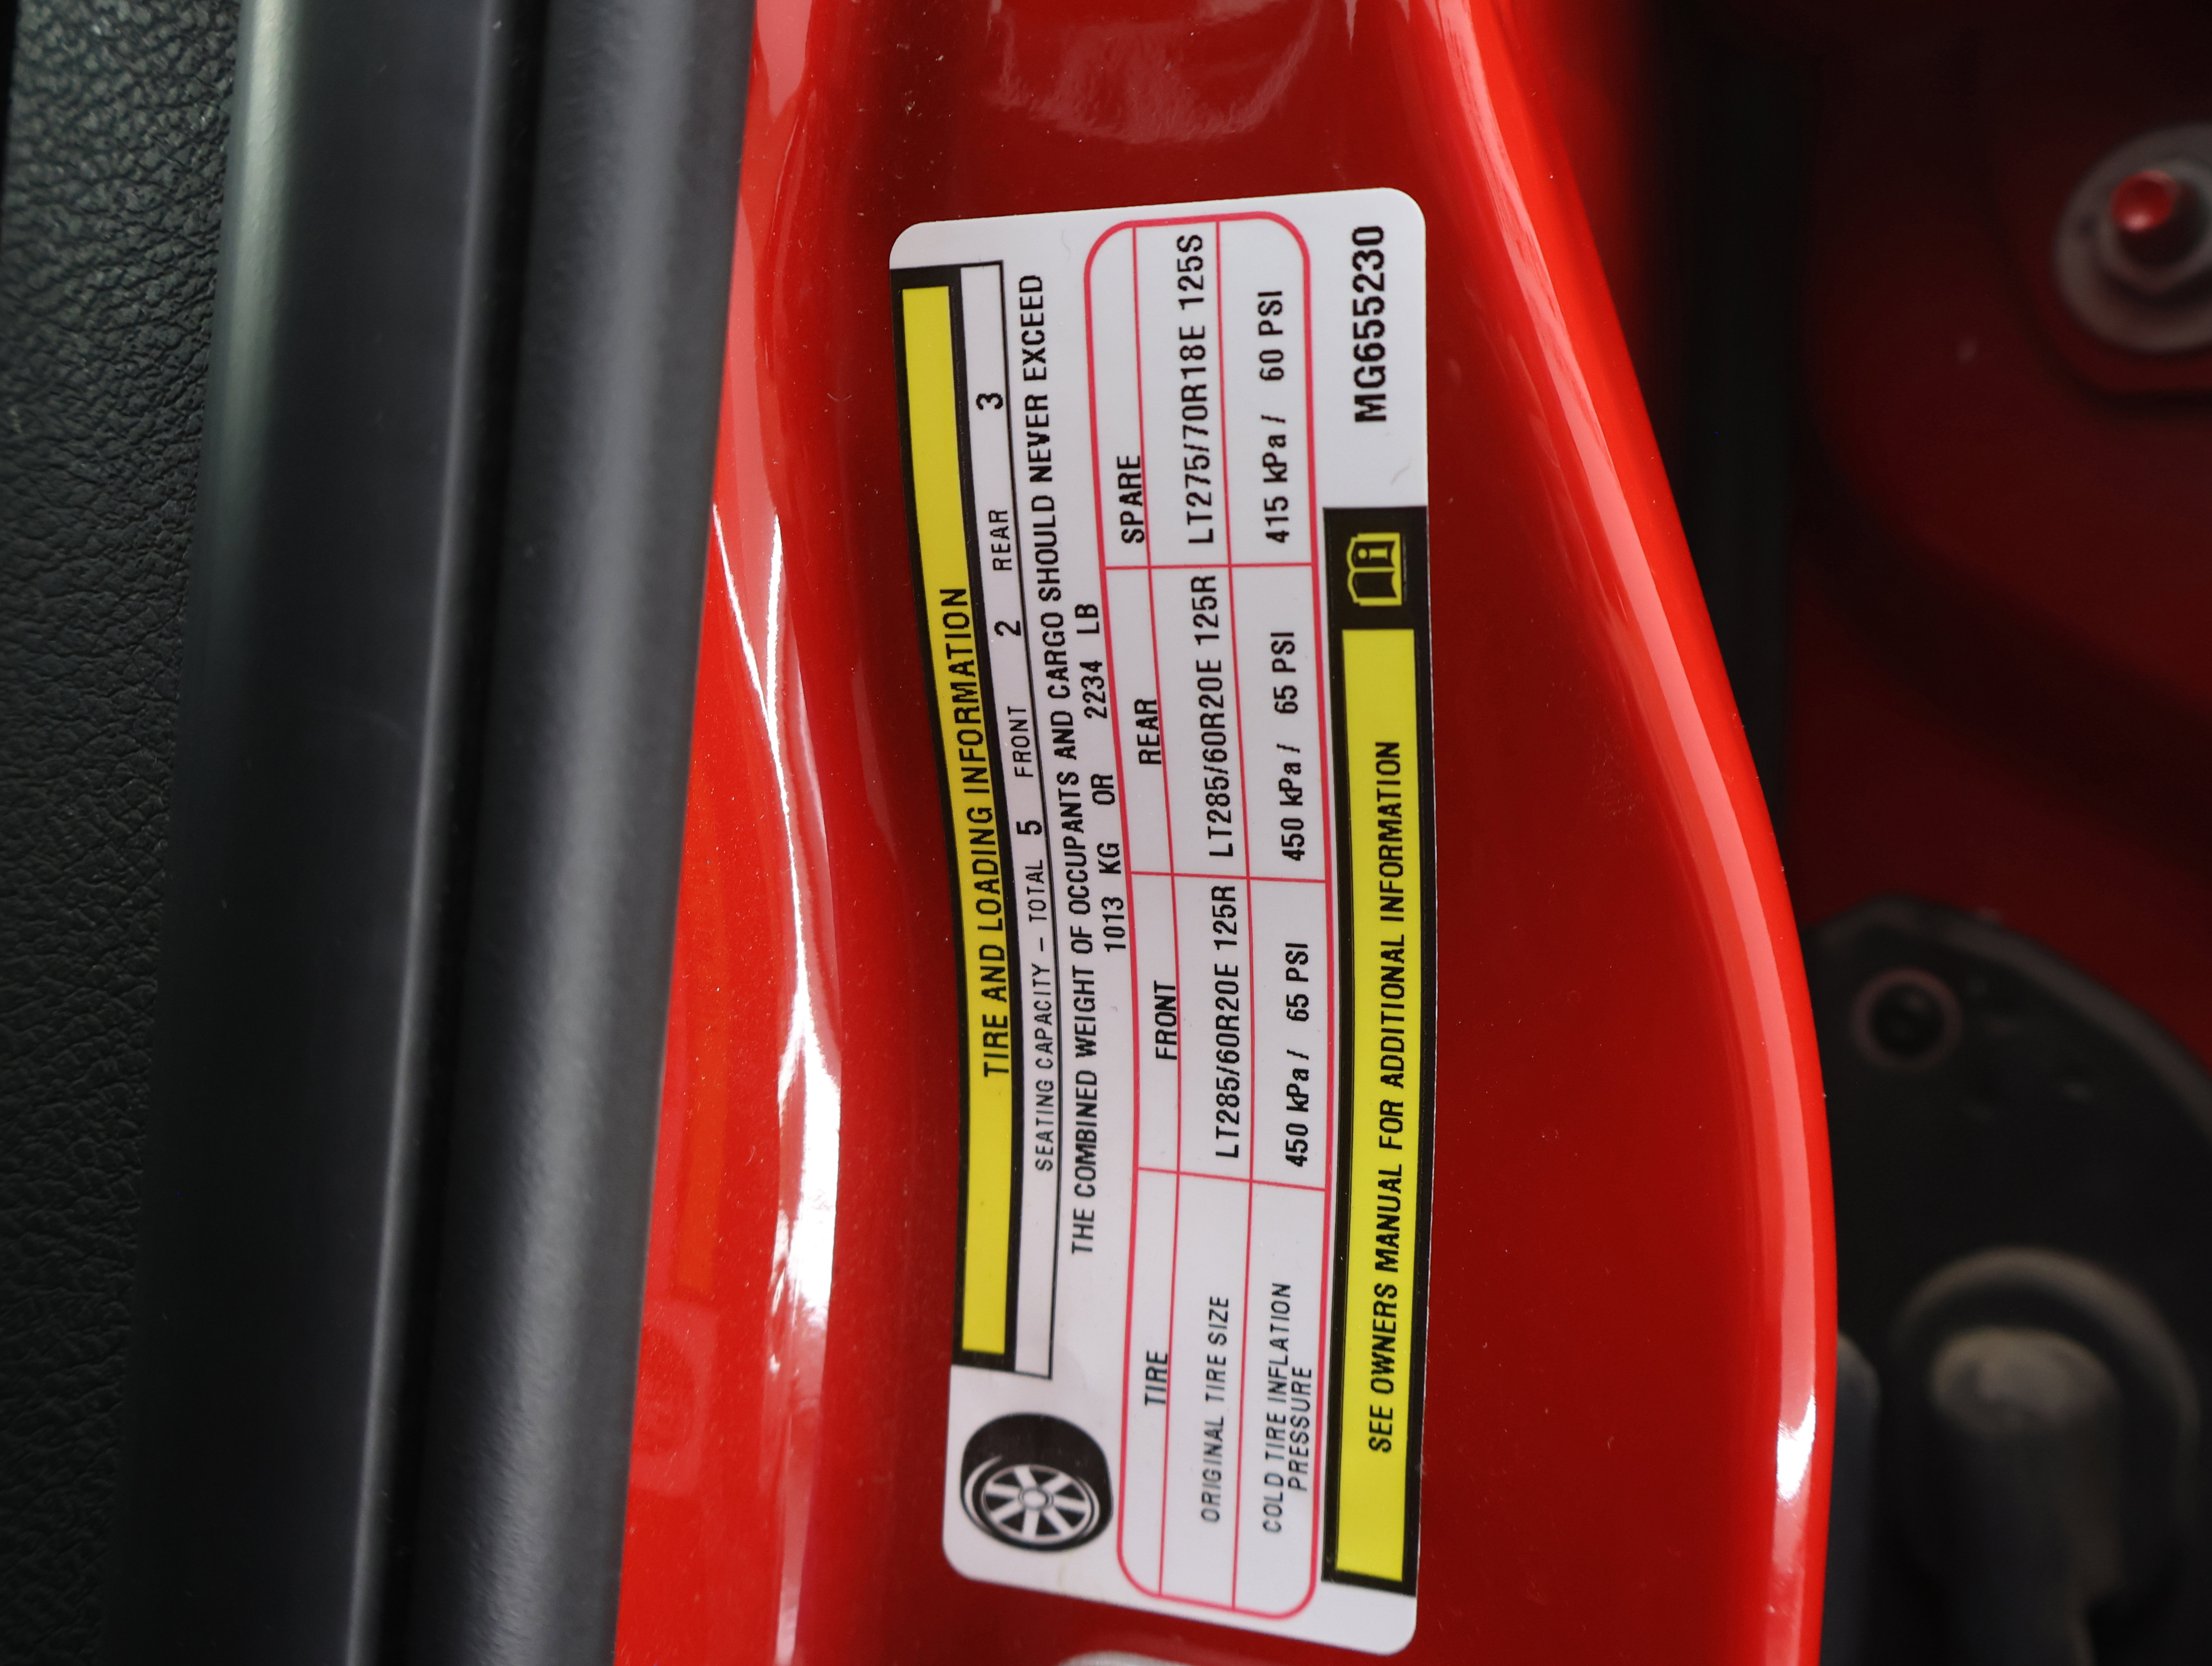 TIRE AND LOADING INFORMATION
SEATING CAPACITY - TOTAL 5 FRONT 2 REAR 3
THE COMBINED WEIGHT OF OCCUPANTS AND CARGO SHOULD NEVER EXCEED
1013 KG OR 2234 LB
TIRE FRONT REAR SPARE
ORIGINAL TIRE SIZE LT285/60R20E 125R LT285/60R20E 125R LT275/70R18E 125S
COLD TIRE INFLATION PRESSURE 450 kPa / 65 PSI 450 kPa / 65 PSI 415 kPa / 60 PSI
SEE OWNERS MANUAL FOR ADDITIONAL INFORMATION
MG655230